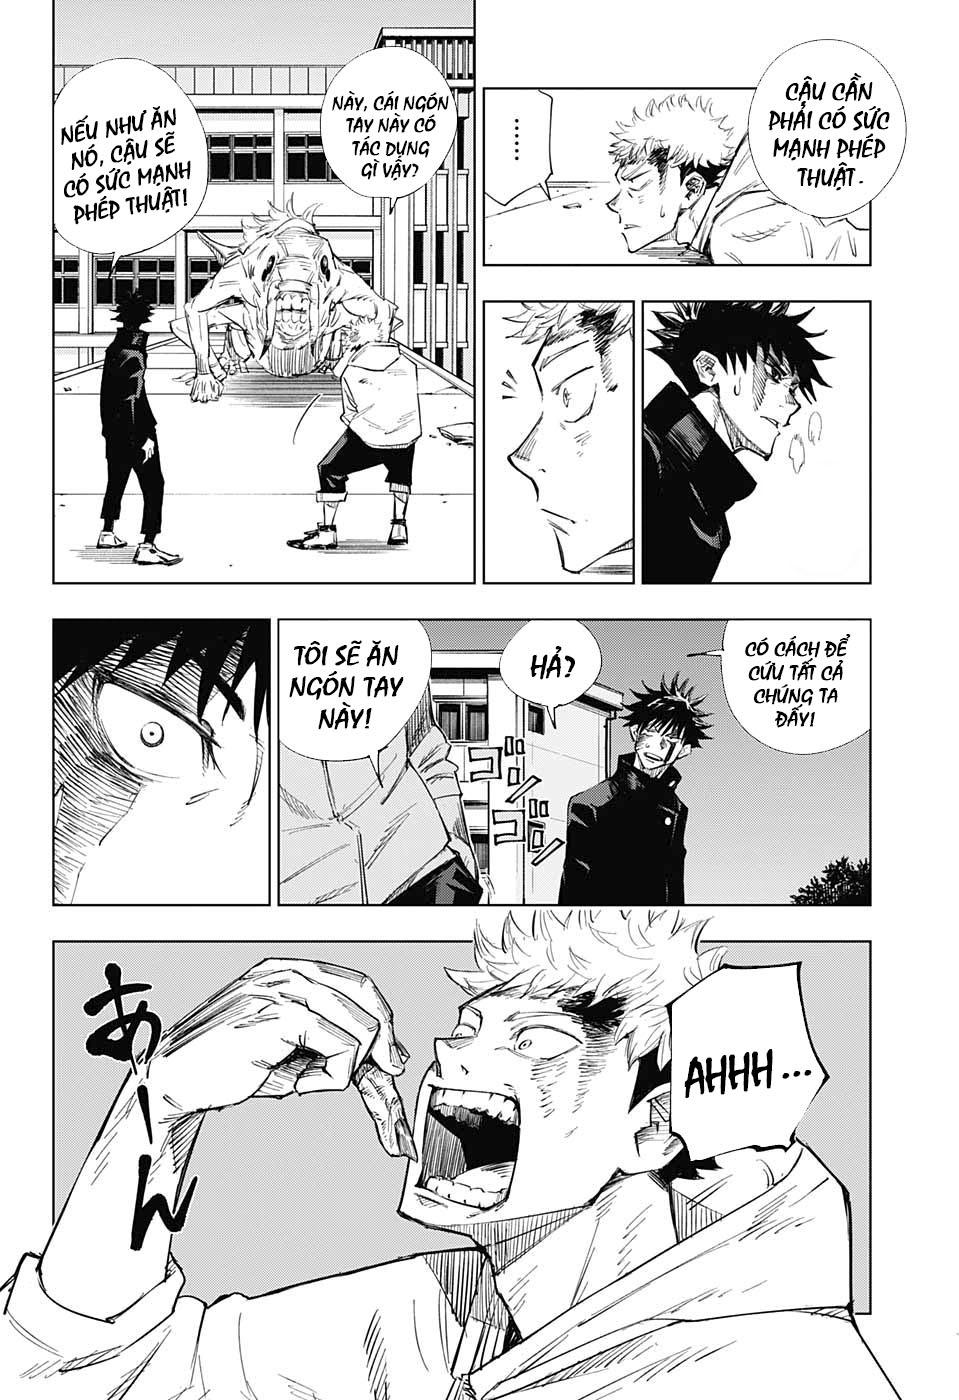 CẬU CẦN
PHẢI CÓ SỨC
MẠNH PHÉP
THUẬT.
......
NÀY, CÁI NGÓN
TAY NÀY CÓ
TÁC DỤNG
GÌ VẬY?
NẾU NHƯ ĂN
NÓ, CẬU SẼ
CÓ SỨC MẠNH
PHÉP THUẬT!
CÓ CÁCH ĐỂ
CỨU TẤT CẢ
CHÚNG TA
ĐẤY!
HẢ?
ゴゴ
ゴゴ
TÔI SẼ ĂN
NGÓN TAY
NÀY!
AHHH...
あーん